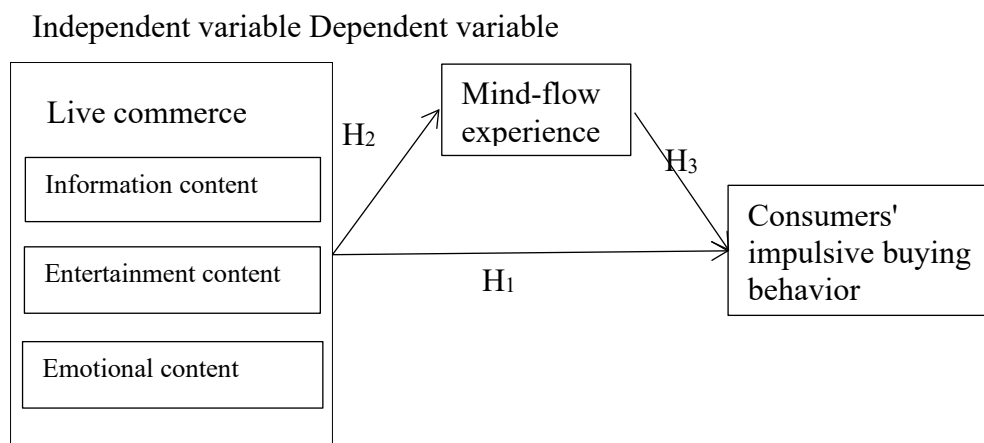 Independent variable Dependent variable
Live commerce
Information content
Entertainment content
Emotional content
H2
Mind-flow
experience
H3
H1
Consumers'
impulsive buying
behavior